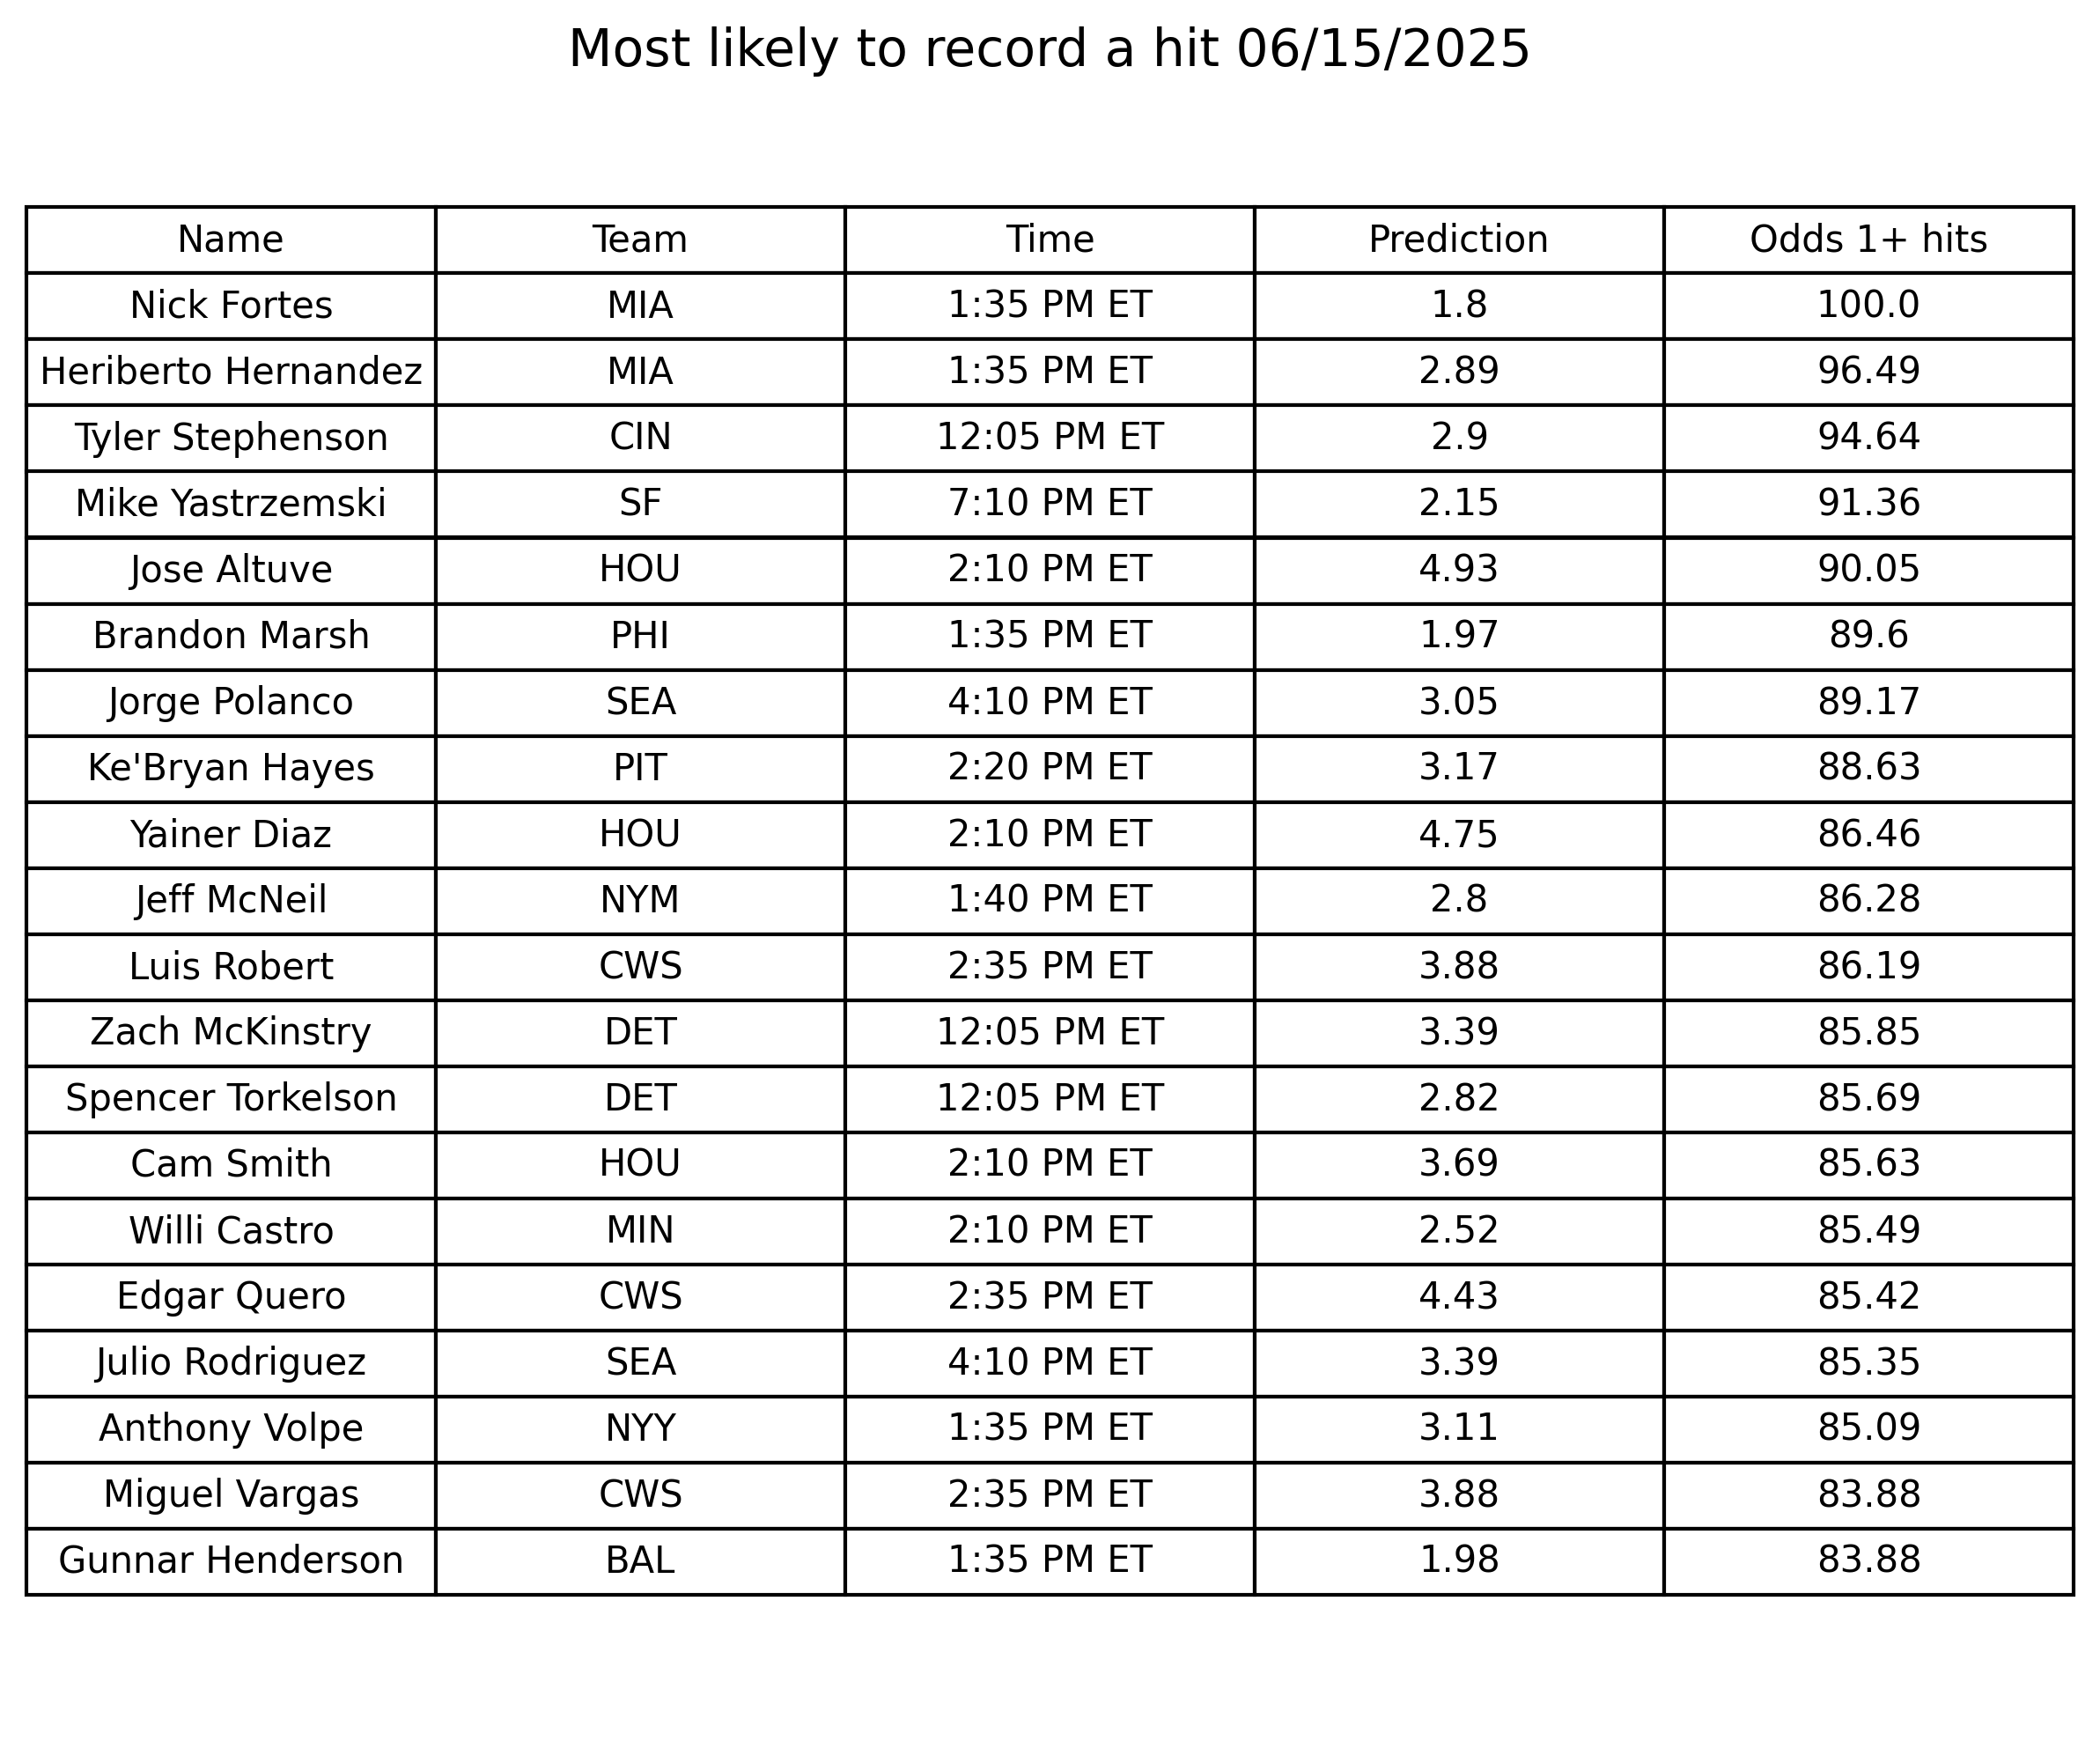 Most likely to record a hit 06/15/2025
Name Team Time Prediction Odds 1+ hits
Nick Fortes MIA 1:35 PM ET 1.8 100.0
Heriberto Hernandez MIA 1:35 PM ET 2.89 96.49
Tyler Stephenson CIN 12:05 PM ET 2.9 94.64
Mike Yastrzemski SF 7:10 PM ET 2.15 91.36
Jose Altuve HOU 2:10 PM ET 4.93 90.05
Brandon Marsh PHI 1:35 PM ET 1.97 89.6
Jorge Polanco SEA 4:10 PM ET 3.05 89.17
Ke'Bryan Hayes PIT 2:20 PM ET 3.17 88.63
Yainer Diaz HOU 2:10 PM ET 4.75 86.46
Jeff McNeil NYM 1:40 PM ET 2.8 86.28
Luis Robert CWS 2:35 PM ET 3.88 86.19
Zach McKinstry DET 12:05 PM ET 3.39 85.85
Spencer Torkelson DET 12:05 PM ET 2.82 85.69
Cam Smith HOU 2:10 PM ET 3.69 85.63
Willi Castro MIN 2:10 PM ET 2.52 85.49
Edgar Quero CWS 2:35 PM ET 4.43 85.42
Julio Rodriguez SEA 4:10 PM ET 3.39 85.35
Anthony Volpe NYY 1:35 PM ET 3.11 85.09
Miguel Vargas CWS 2:35 PM ET 3.88 83.88
Gunnar Henderson BAL 1:35 PM ET 1.98 83.88